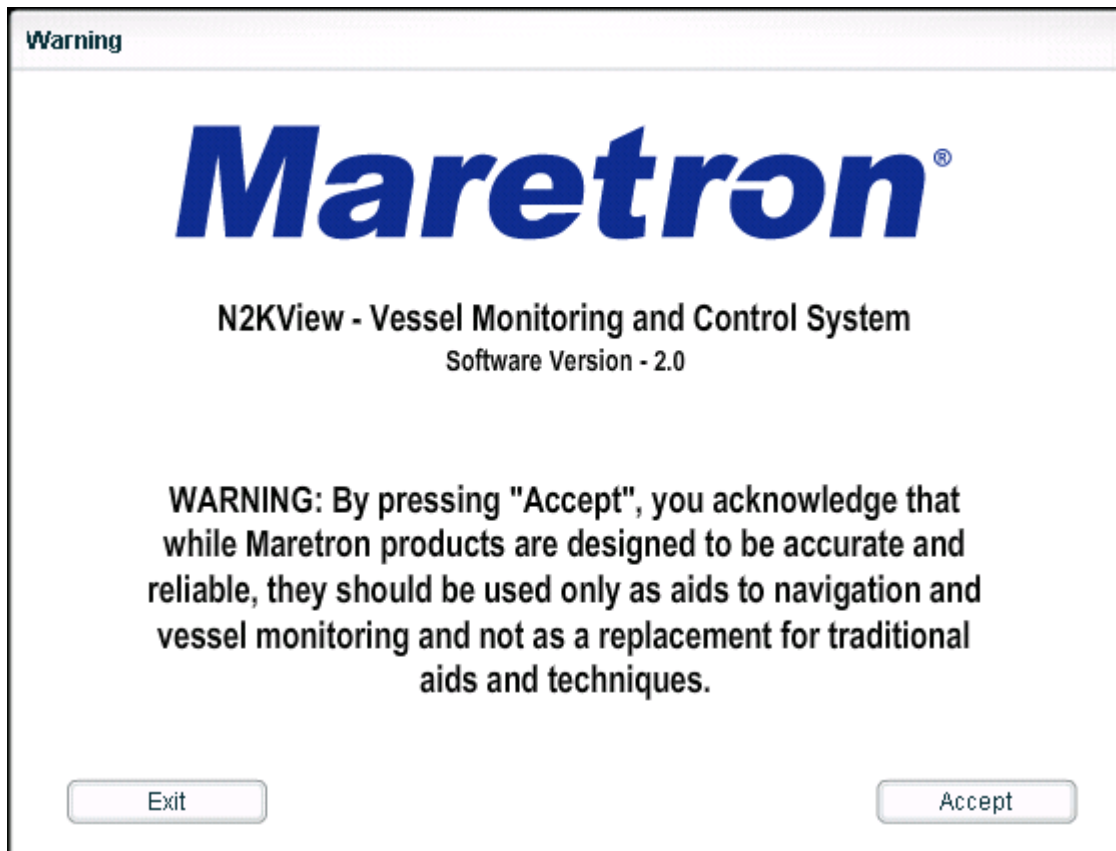 Warning
Maretron®
N2KView - Vessel Monitoring and Control System
Software Version - 2.0
WARNING: By pressing "Accept", you acknowledge that
while Maretron products are designed to be accurate and
reliable, they should be used only as aids to navigation and
vessel monitoring and not as a replacement for traditional
aids and techniques.
Exit
Accept